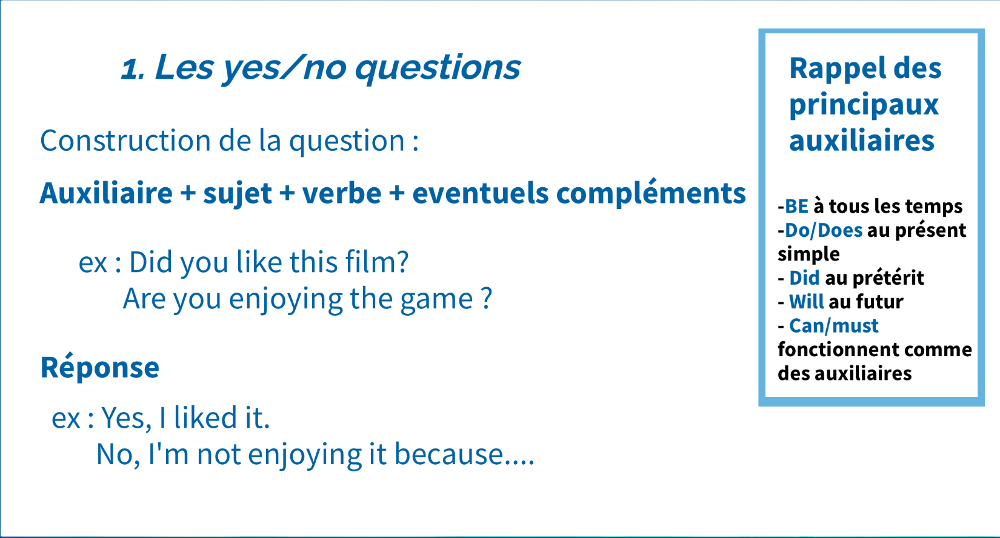 1. Les yes/no questions
Construction de la question :
Auxiliaire + sujet + verbe + eventuels compléments
ex : Did you like this film?
Are you enjoying the game ?
Réponse
ex : Yes, I liked it.
No, I'm not enjoying it because....
Rappel des
principaux
auxiliaires
-BE à tous les temps
-Do/Does au présent
simple
- Did au prétérit
- Will au futur
- Can/must
fonctionnent comme
des auxiliaires